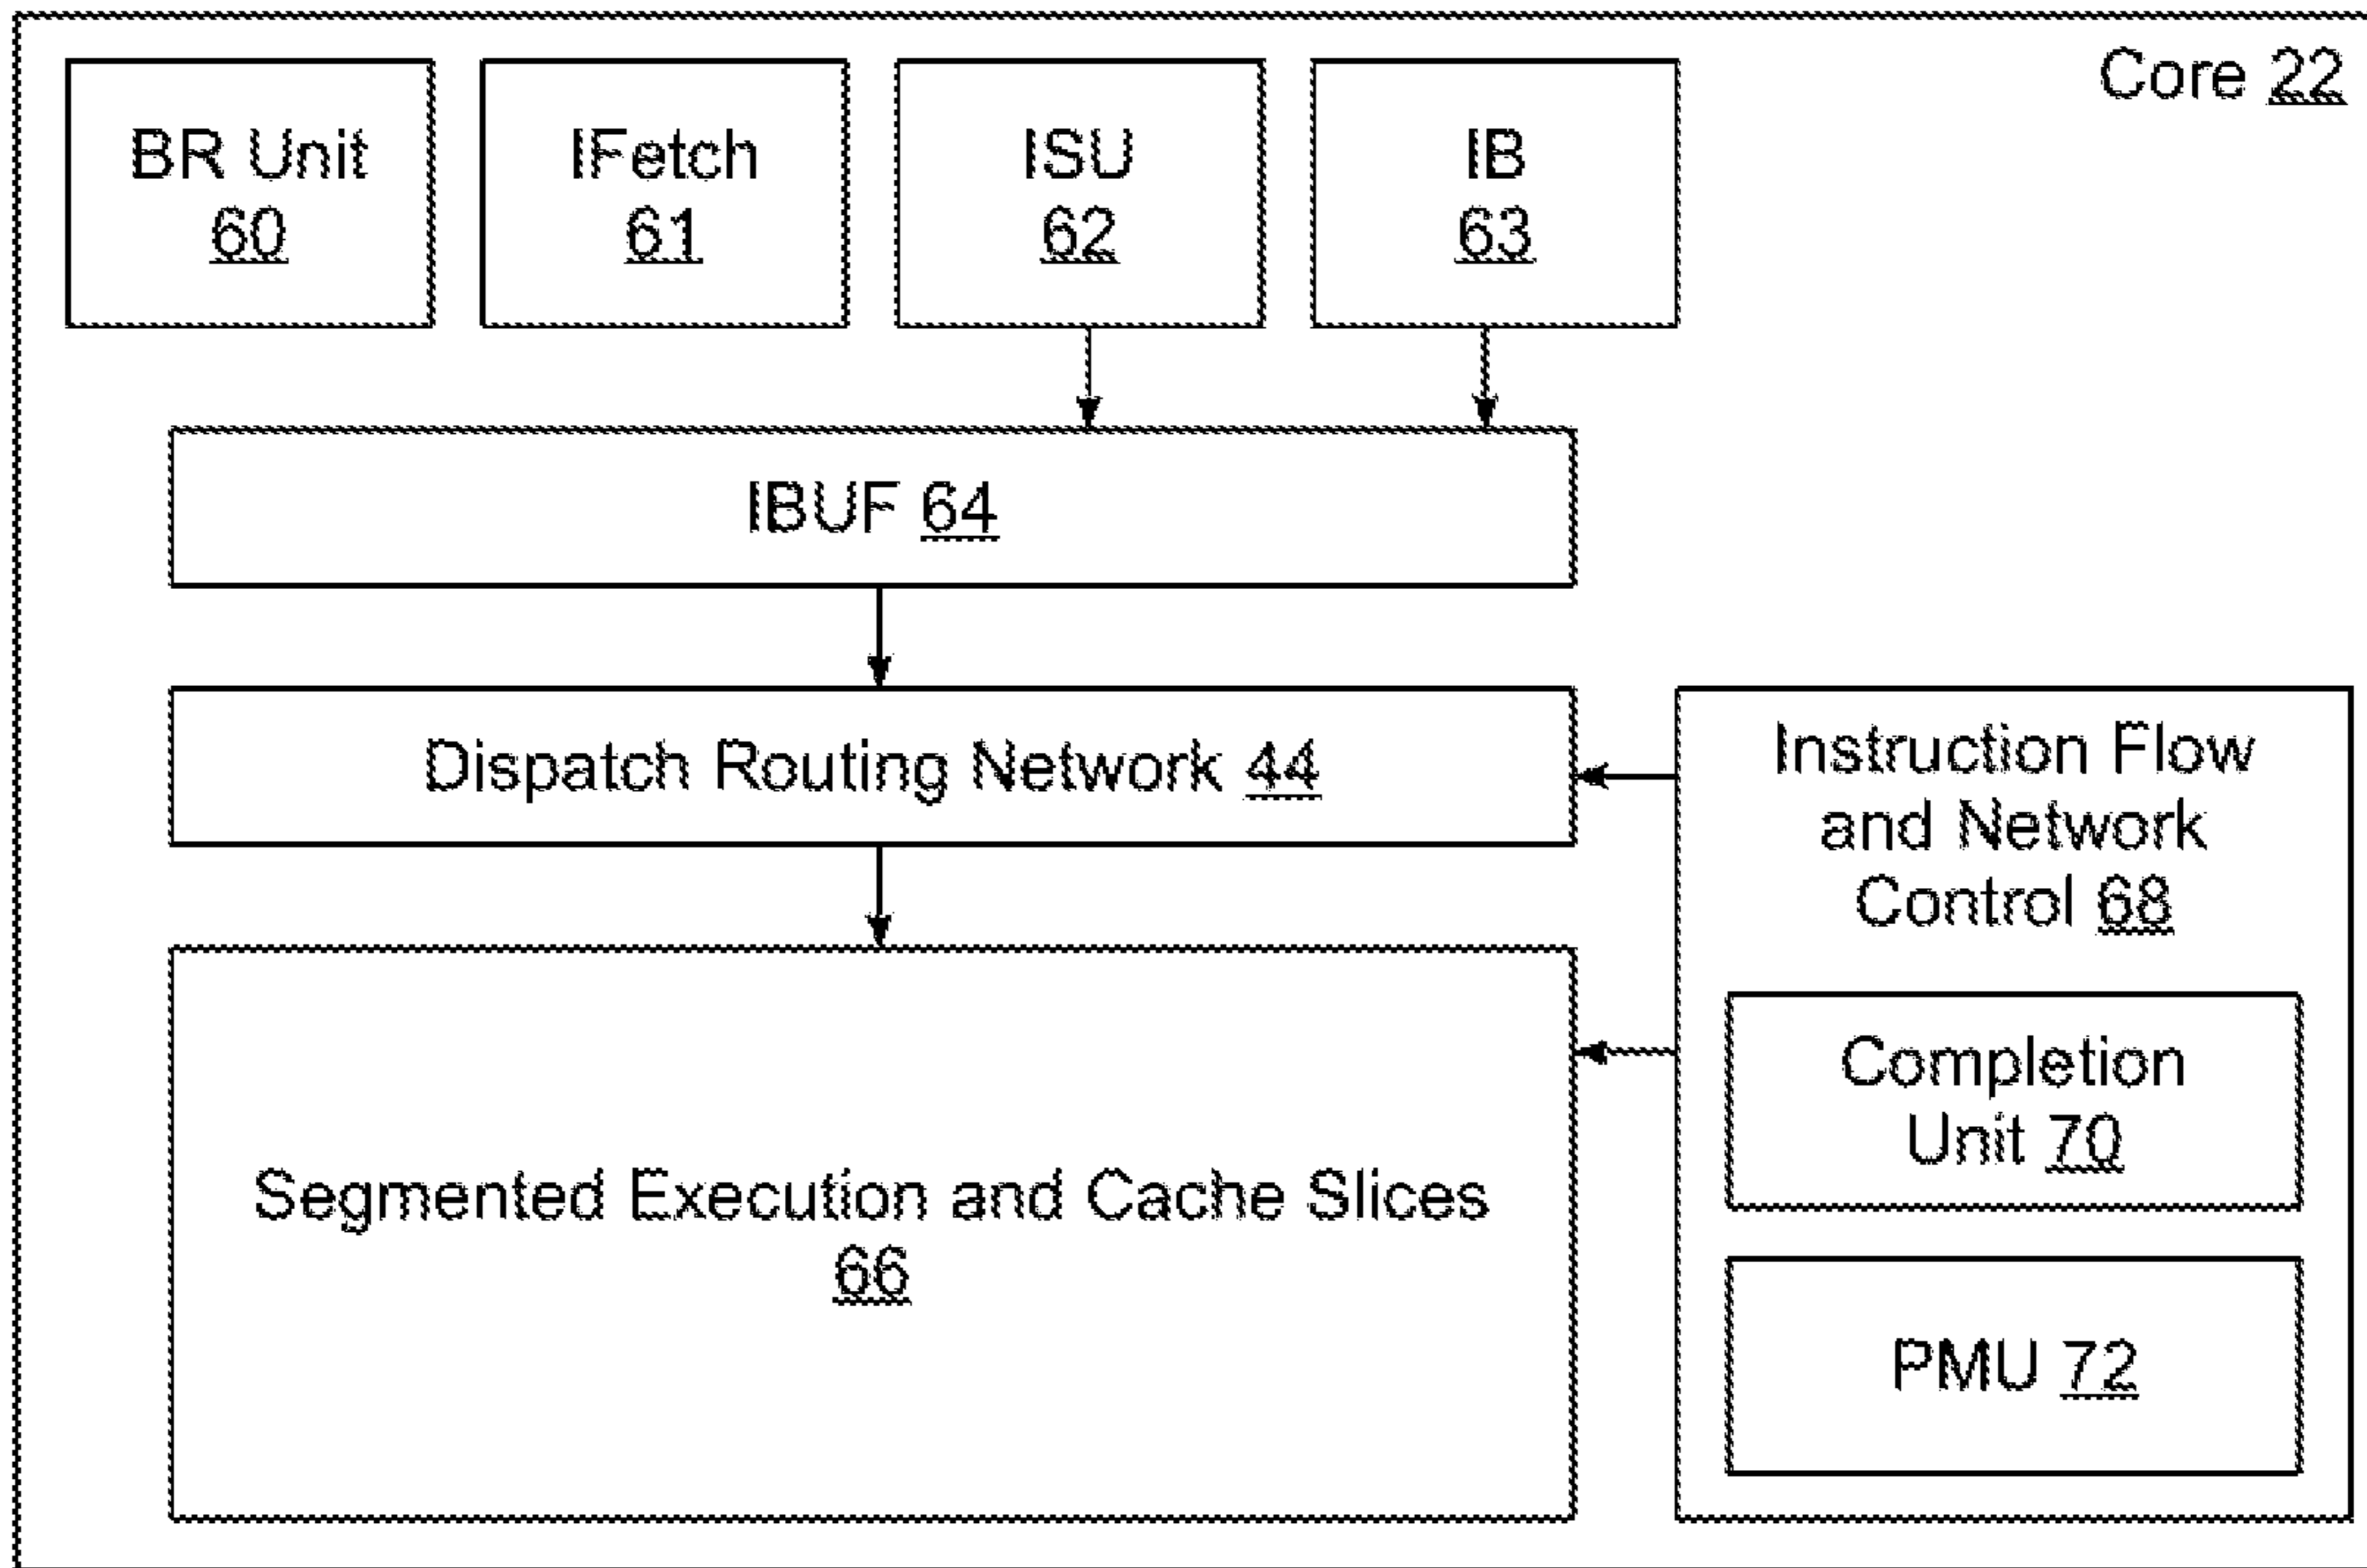 Core 22
BR Unit
60
IFetch
61
ISU
62
IB
63
IBUF 64
Dispatch Routing Network 44
Instruction Flow
and Network
Control 68
Segmented Execution and Cache Slices
66
Completion
Unit 70
PMU 72